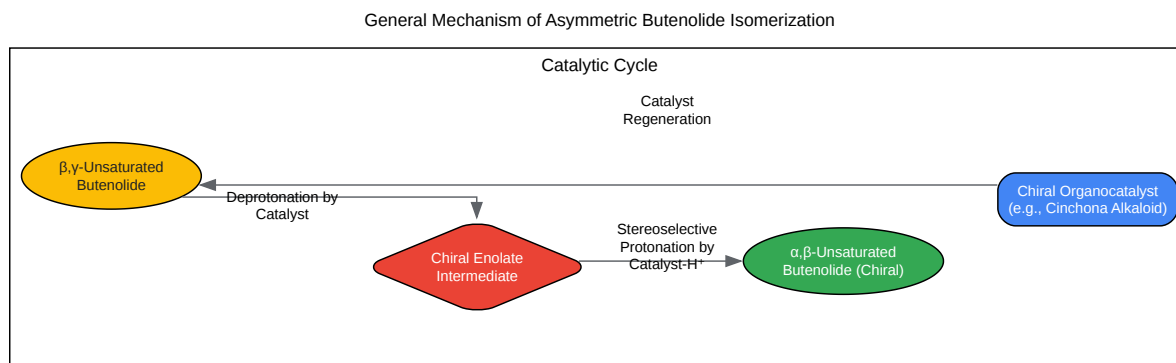 General Mechanism of Asymmetric Butenolide Isomerization
Catalytic Cycle
Catalyst
Regeneration
β,γ-Unsaturated
Butenolide
Deprotonation by
Catalyst
Chiral Organocatalyst
(e.g., Cinchona Alkaloid)
Chiral Enolate
Intermediate
Stereoselective
Protonation by
Catalyst-H⁺
α,β-Unsaturated
Butenolide (Chiral)